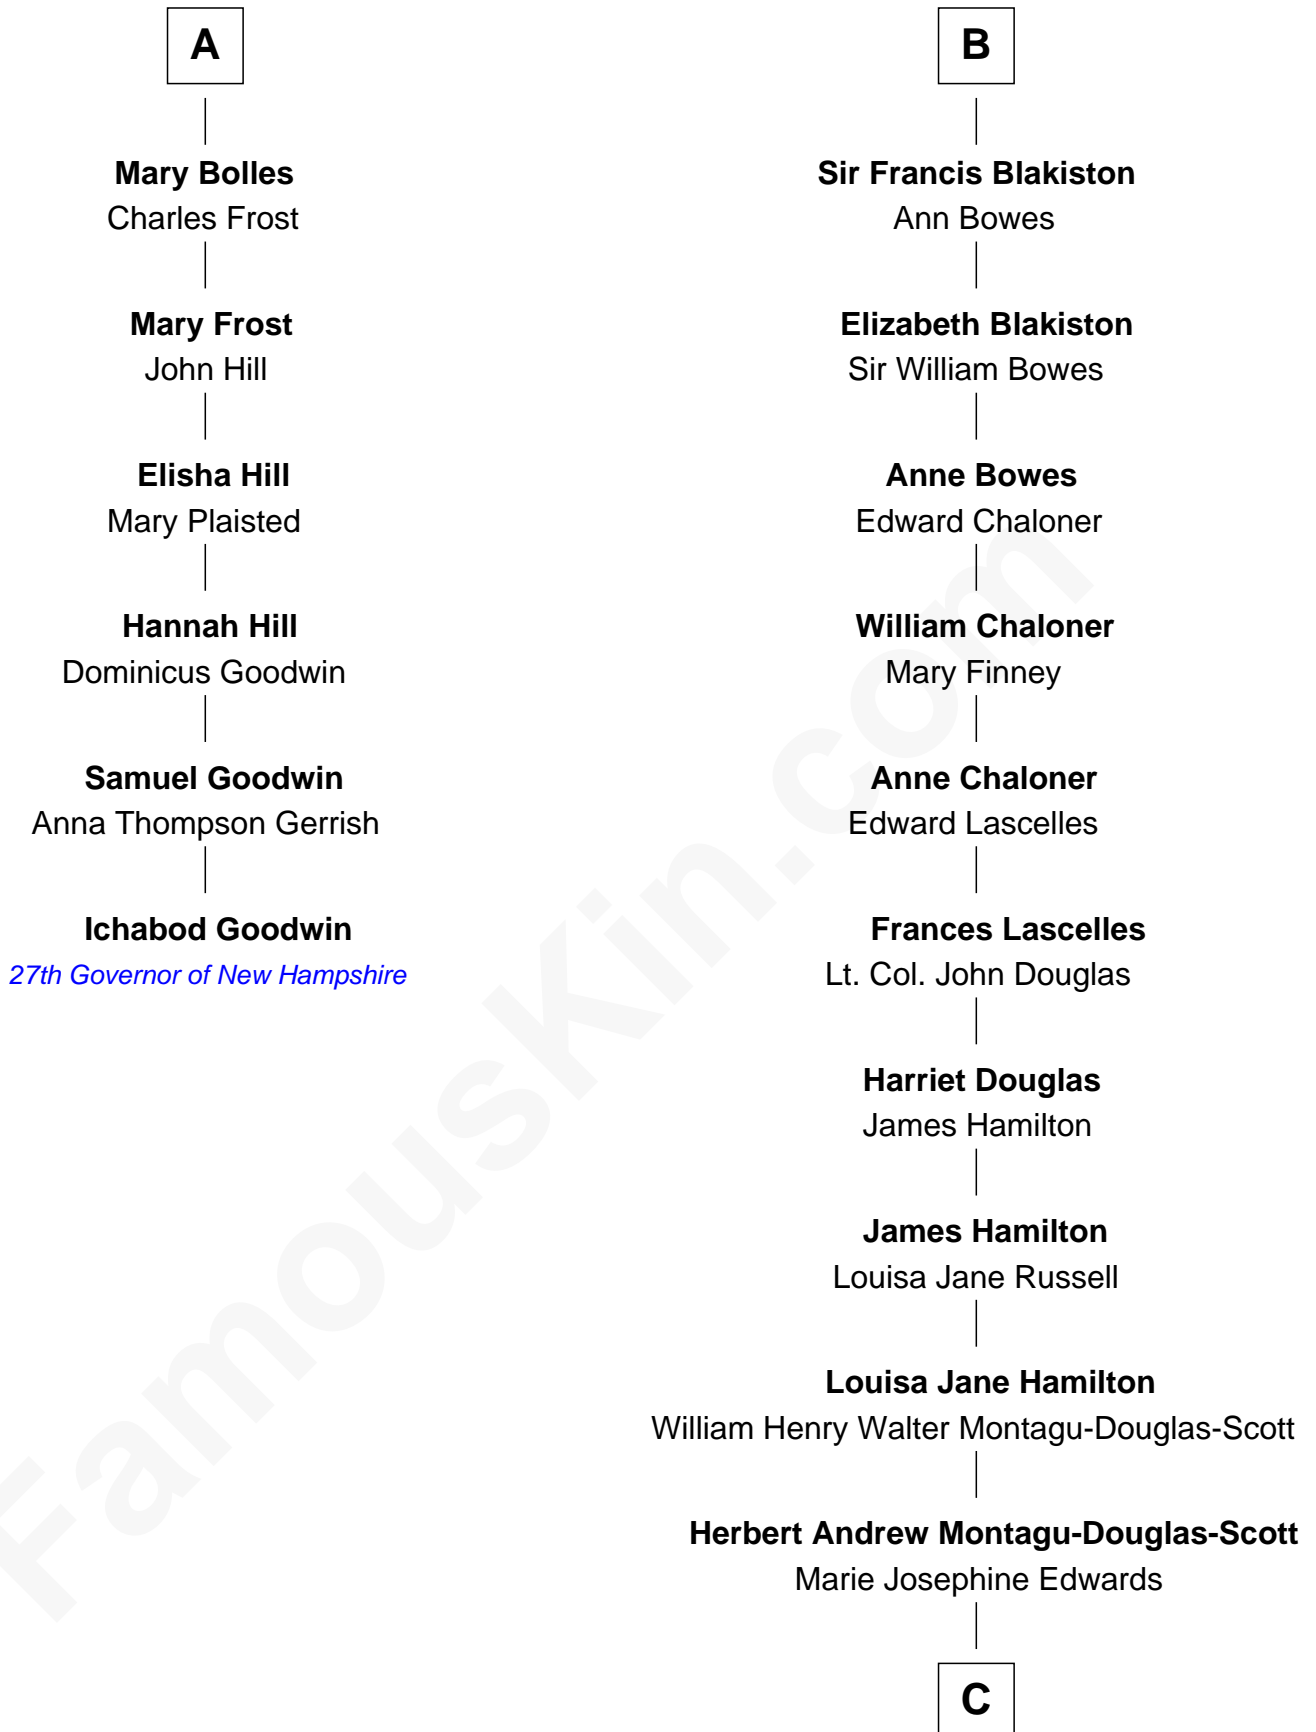 A
Mary Bolles
Charles Frost
Mary Frost
John Hill
Elisha Hill
Mary Plaisted
Hannah Hill
Dominicus Goodwin
Samuel Goodwin
Anna Thompson Gerrish
Ichabod Goodwin
27th Governor of New Hampshire
B
Sir Francis Blakiston
Ann Bowes
Elizabeth Blakiston
Sir William Bowes
Anne Bowes
Edward Chaloner
William Chaloner
Mary Finney
Anne Chaloner
Edward Lascelles
Frances Lascelles
Lt. Col. John Douglas
Harriet Douglas
James Hamilton
James Hamilton
Louisa Jane Russell
Louisa Jane Hamilton
William Henry Walter Montagu-Douglas-Scott
Herbert Andrew Montagu-Douglas-Scott
Marie Josephine Edwards
C
FamousKin.com